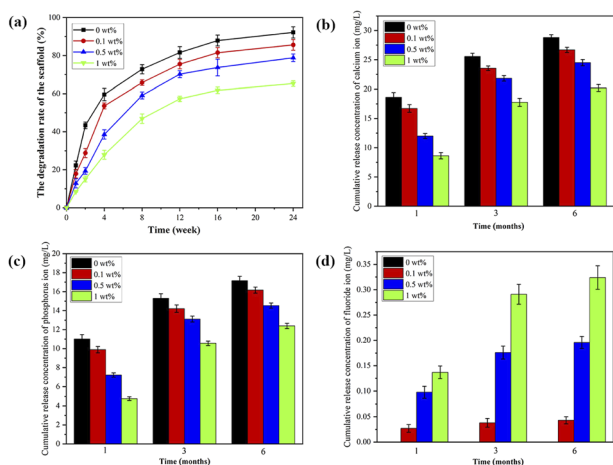 (a)
The degradation rate of the scaffold (%)
100
80
60
40
20
0
0 wt%
0.1 wt%
0.5 wt%
1 wt%
0 4 8 12 16 20 24
Time (week)
(b)
Cumulative release concentration of calcium ion (mg/L)
30
25
20
15
10
5
0
0 wt%
0.1 wt%
0.5 wt%
1 wt%
1 3 6
Time (months)
(c)
Cumulative release concentration of phosphorus ion (mg/L)
18
16
14
12
10
8
6
4
2
0
0 wt%
0.1 wt%
0.5 wt%
1 wt%
1 3 6
Time (months)
(d)
Cumulative release concentration of fluoride ion (mg/L)
0.35
0.30
0.25
0.20
0.15
0.10
0.05
0.00
0 wt%
0.1 wt%
0.5 wt%
1 wt%
1 3 6
Time (months)